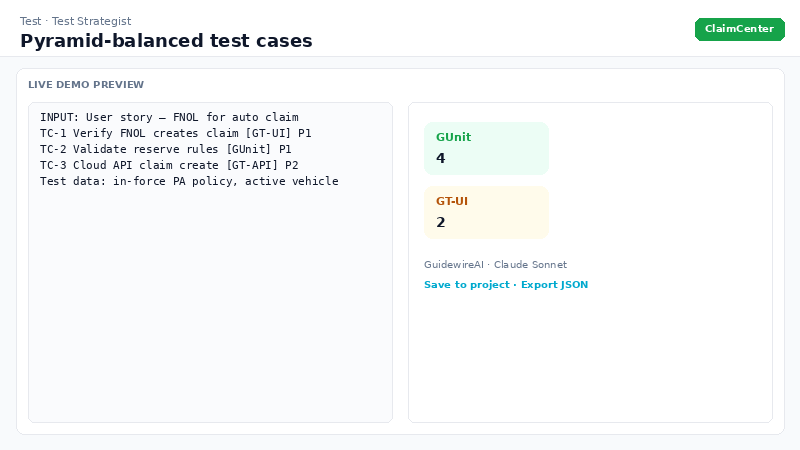 Test · Test Strategist
Pyramid-balanced test cases
ClaimCenter
LIVE DEMO PREVIEW
INPUT: User story — FNOL for auto claim
TC-1 Verify FNOL creates claim [GT-UI] P1
TC-2 Validate reserve rules [GUnit] P1
TC-3 Cloud API claim create [GT-API] P2
Test data: in-force PA policy, active vehicle
GUnit
4
GT-UI
2
GuidewireAI · Claude Sonnet
Save to project · Export JSON